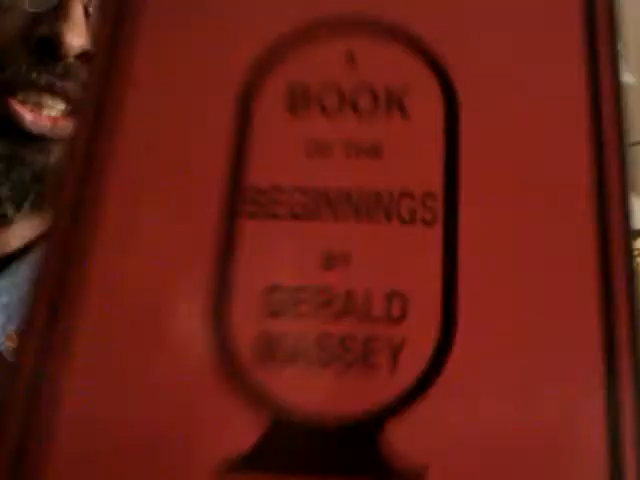 A
BOOK
OF THE
BEGINNINGS
BY
GERALD
MASSEY